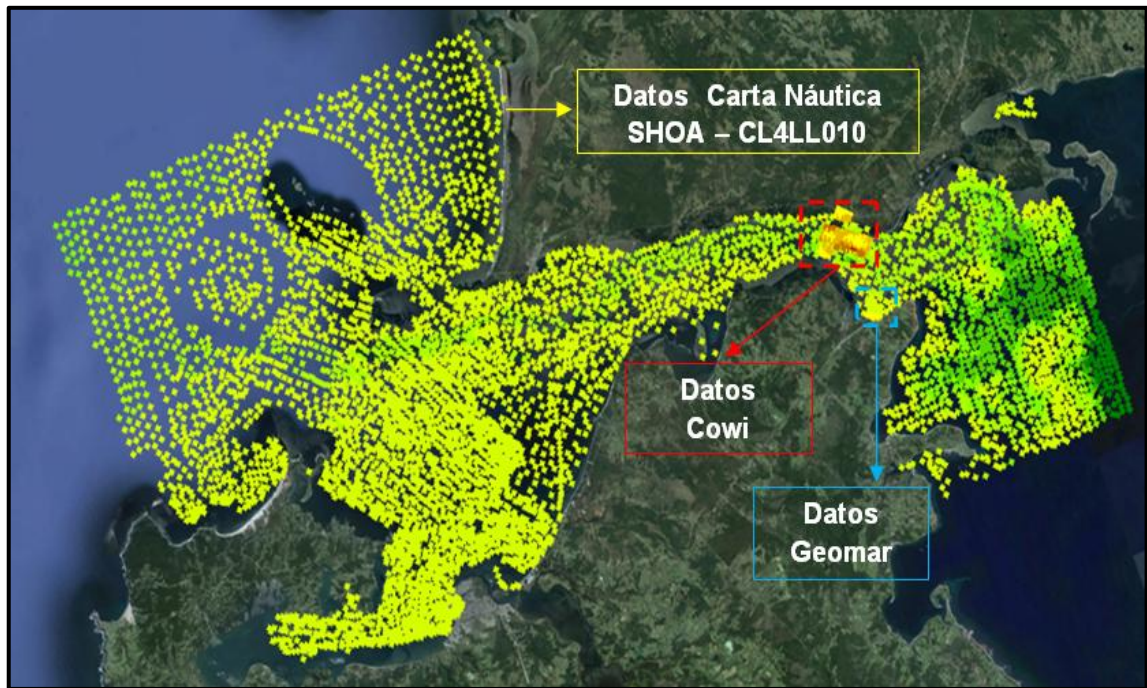 Datos Carta Náutica
SHOA – CL4LL010
Datos
Cowi
Datos
Geomar